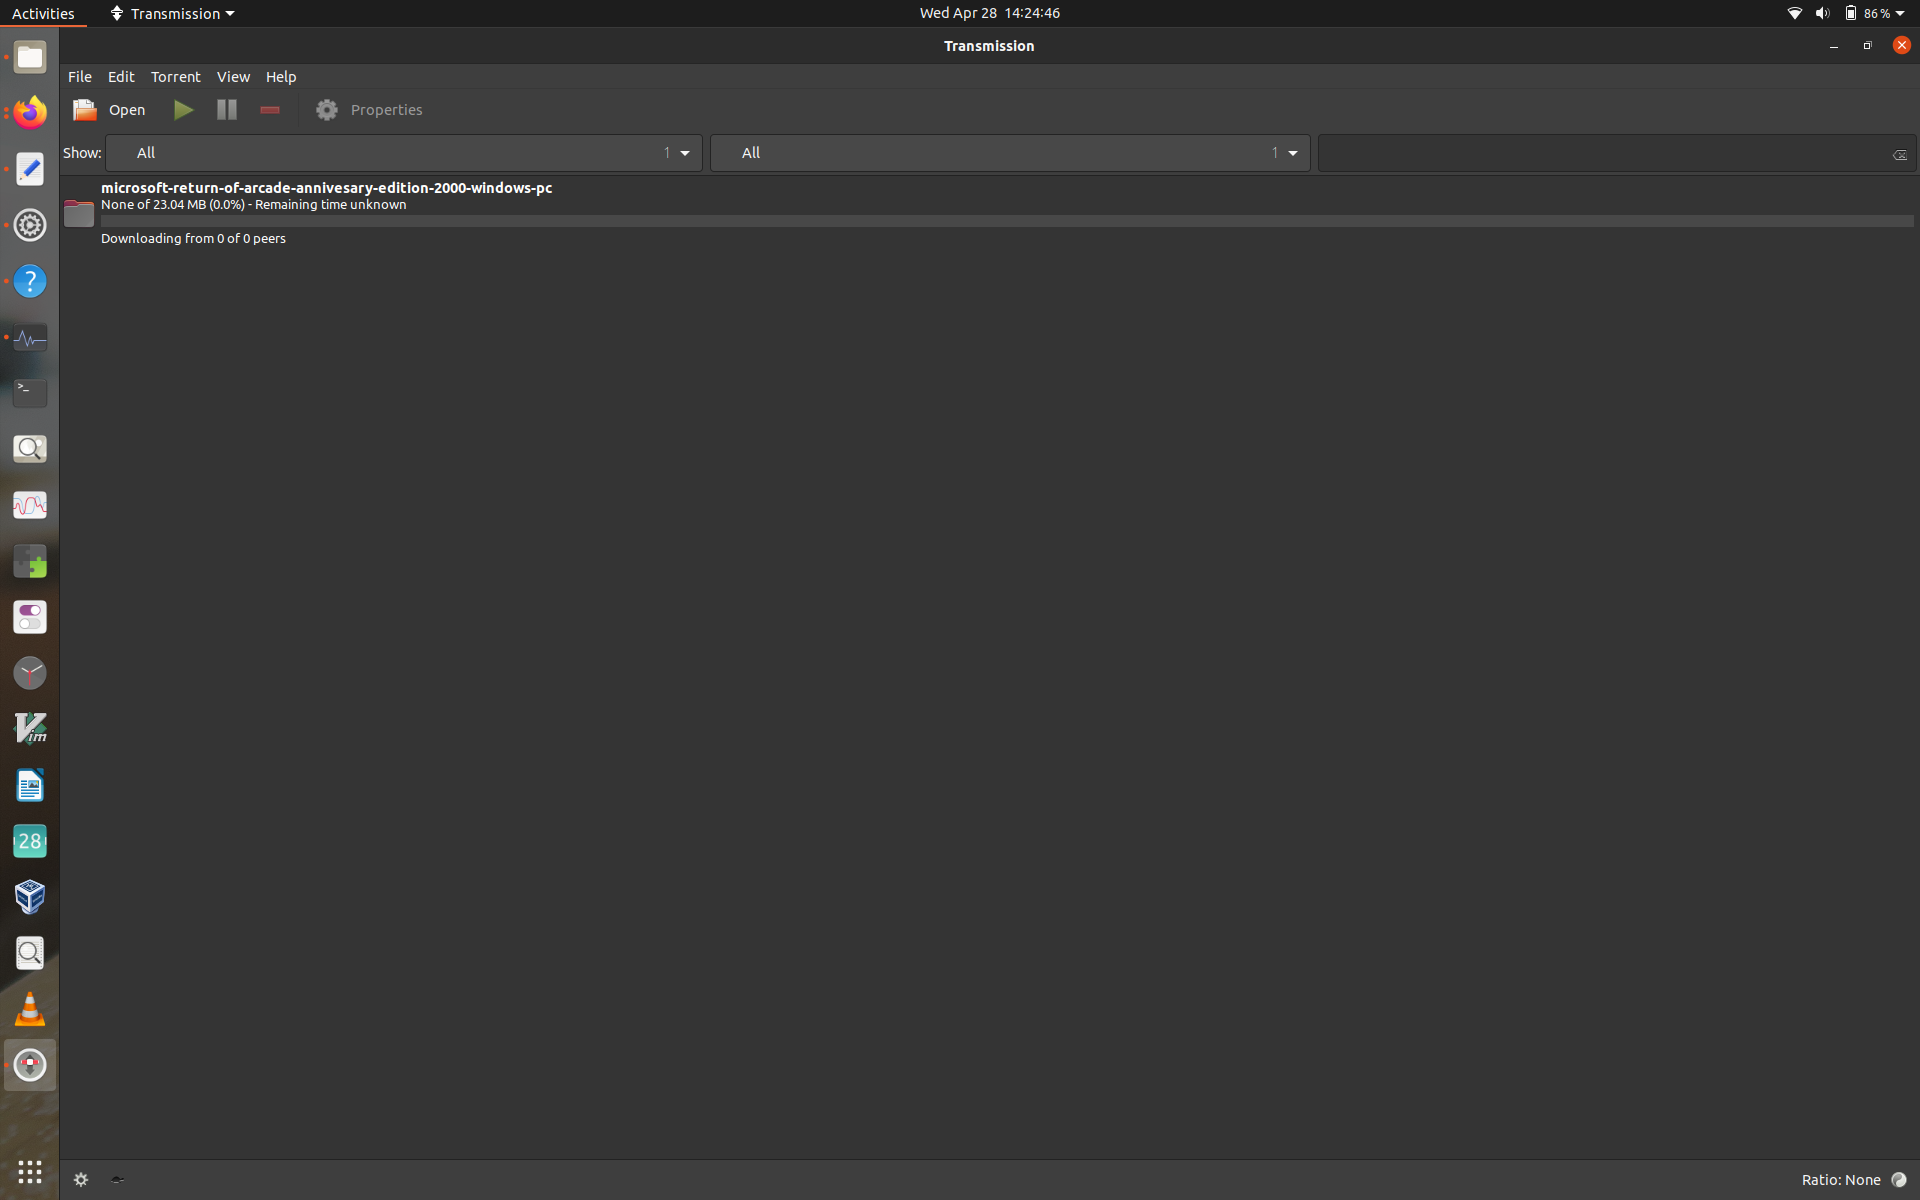 Activities
Transmission
Wed Apr 28 14:24:46
86 %
Transmission
File Edit Torrent View Help
Open
Properties
Show:
All 1
All 1
microsoft-return-of-arcade-annivesary-edition-2000-windows-pc
None of 23.04 MB (0.0%) - Remaining time unknown
Downloading from 0 of 0 peers
?
>_
Vim
28
Ratio: None